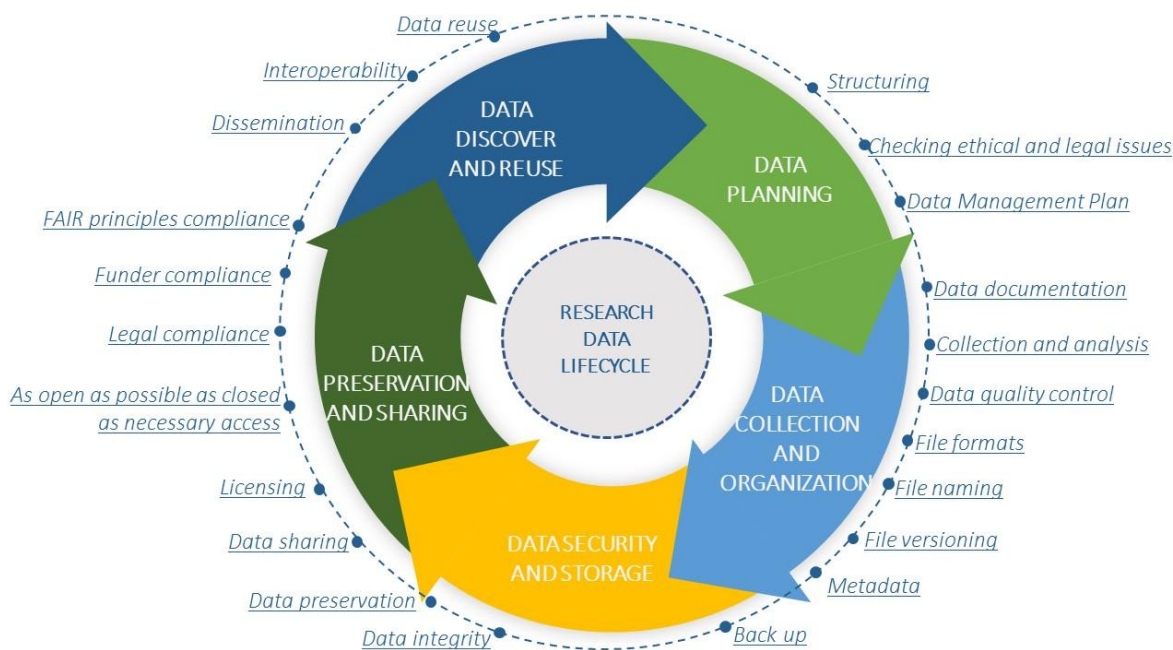 Data reuse
Interoperability
Dissemination
FAIR principles compliance
Funder compliance
Legal compliance
As open as possible as closed
as necessary access
Licensing
Data sharing
Data preservation
Data integrity
Back up
Structuring
Checking ethical and legal issues
Data Management Plan
Data documentation
Collection and analysis
Data quality control
File formats
File naming
File versioning
Metadata
DATA
DISCOVER
AND REUSE
DATA
PLANNING
DATA
COLLECTION
AND
ORGANIZATION
DATA SECURITY
AND STORAGE
DATA
PRESERVATION
AND SHARING
RESEARCH
DATA
LIFECYCLE